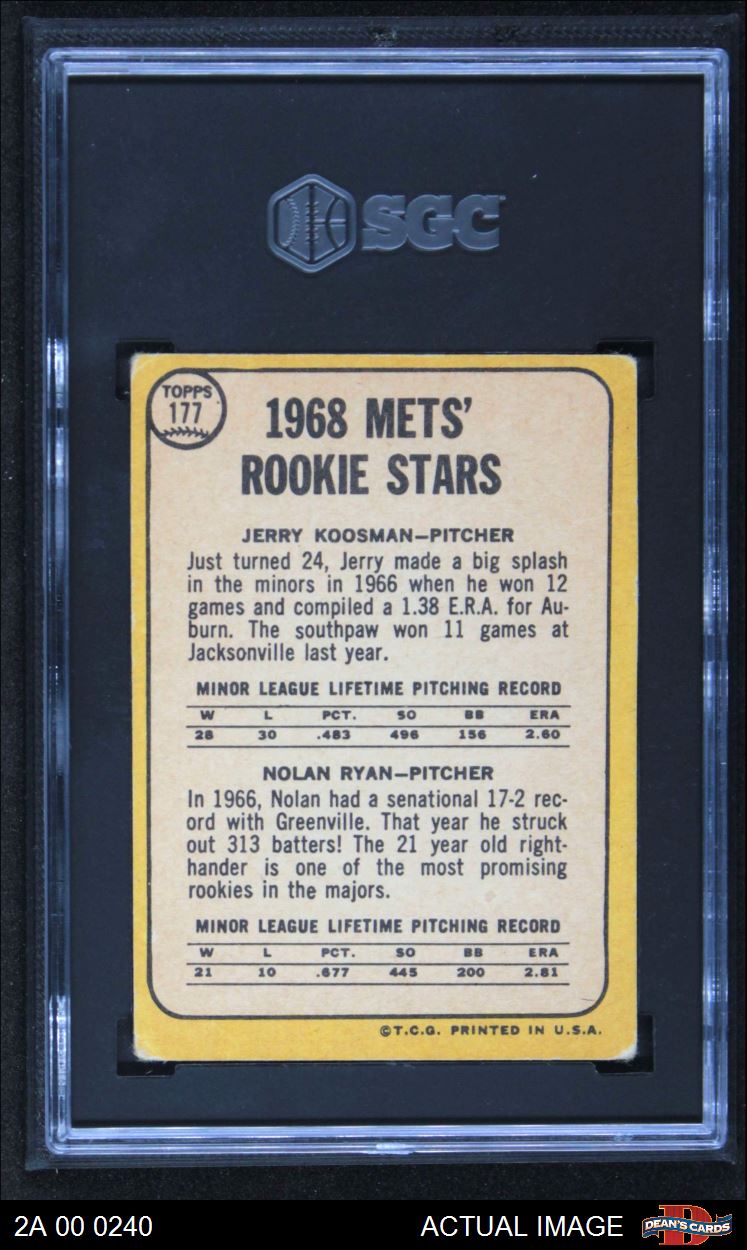 SGC
TOPPS
177
1968 METS'
ROOKIE STARS
JERRY KOOSMAN–PITCHER
Just turned 24, Jerry made a big splash
in the minors in 1966 when he won 12
games and compiled a 1.38 E.R.A. for Au-
burn. The southpaw won 11 games at
Jacksonville last year.
MINOR LEAGUE LIFETIME PITCHING RECORD
W L PCT. SO BB ERA
28 30 .483 496 156 2.60
NOLAN RYAN–PITCHER
In 1966, Nolan had a senational 17-2 rec-
ord with Greenville. That year he struck
out 313 batters! The 21 year old right-
hander is one of the most promising
rookies in the majors.
MINOR LEAGUE LIFETIME PITCHING RECORD
W L PCT. SO BB ERA
21 10 .677 445 200 2.81
©T.C.G. PRINTED IN U.S.A.
2A 00 0240 ACTUAL IMAGE D DEAN'S CARDS